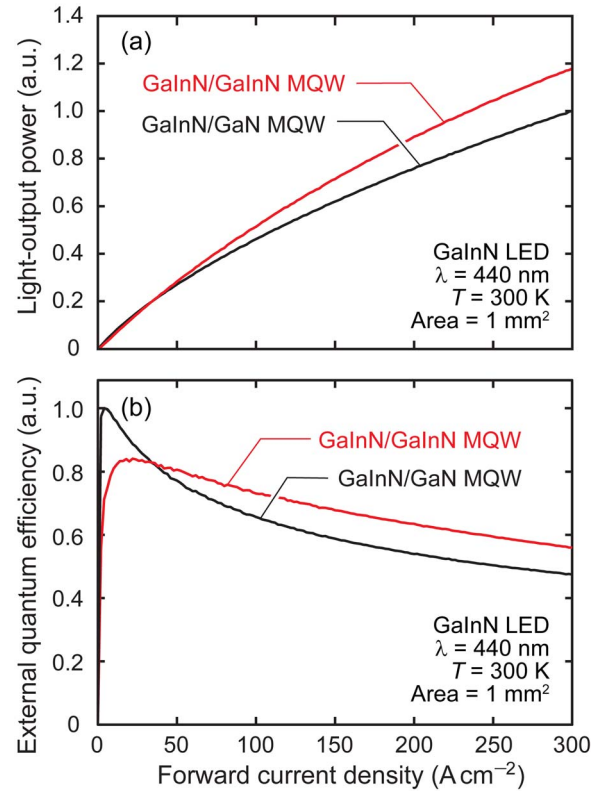 1.4
(a)
1.2
GaInN/GaInN MQW
1.0
GaInN/GaN MQW
0.8
0.6
0.4
0.2
0
Light-output power (a.u.)
GaInN LED
λ = 440 nm
T = 300 K
Area = 1 mm²
(b)
1.0
GaInN/GaInN MQW
0.8
GaInN/GaN MQW
0.6
0.4
0.2
0
External quantum efficiency (a.u.)
GaInN LED
λ = 440 nm
T = 300 K
Area = 1 mm²
0 50 100 150 200 250 300
Forward current density (A cm⁻²)